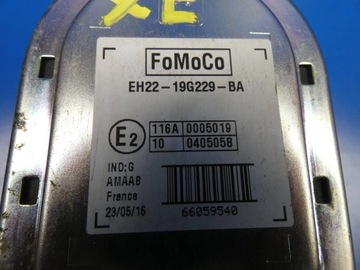 XE
FoMoCo
EH22-19G229-BA
E2
116A 0005019
10 0405058
IND:G
AMAAB
France
23/05/16
66059540